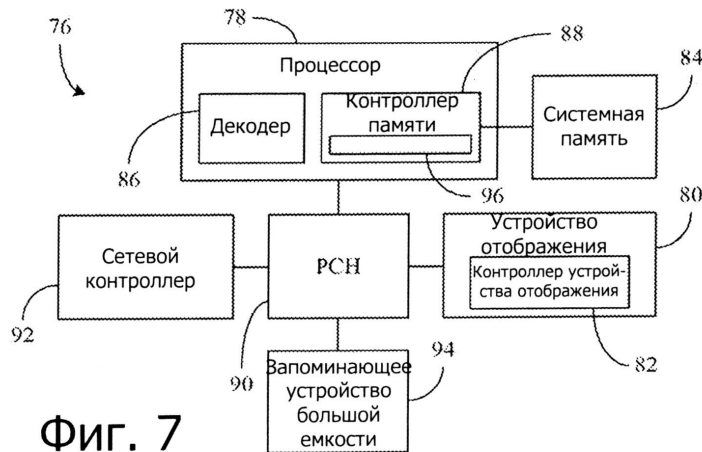 76
78
Процессор
88
84
Декодер
Контроллер
памяти
Системная
память
86
96
80
Сетевой
контроллер
PCH
Устройство
отображения
Контроллер устрой-
ства отображения
92
90
94
82
Запоминающее
устройство
большой
емкости
Фиг. 7